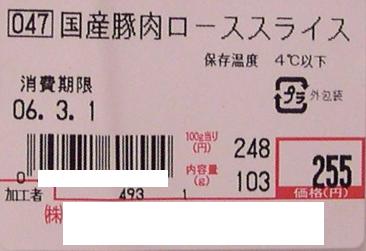 047 国産豚肉ローススライス
保存温度 4℃以下
消費期限
06.3.1
プラ 外包装
100g当り(円) 248
内容量(g) 103
255
価格(円)
0
加工者 493 1
㈱